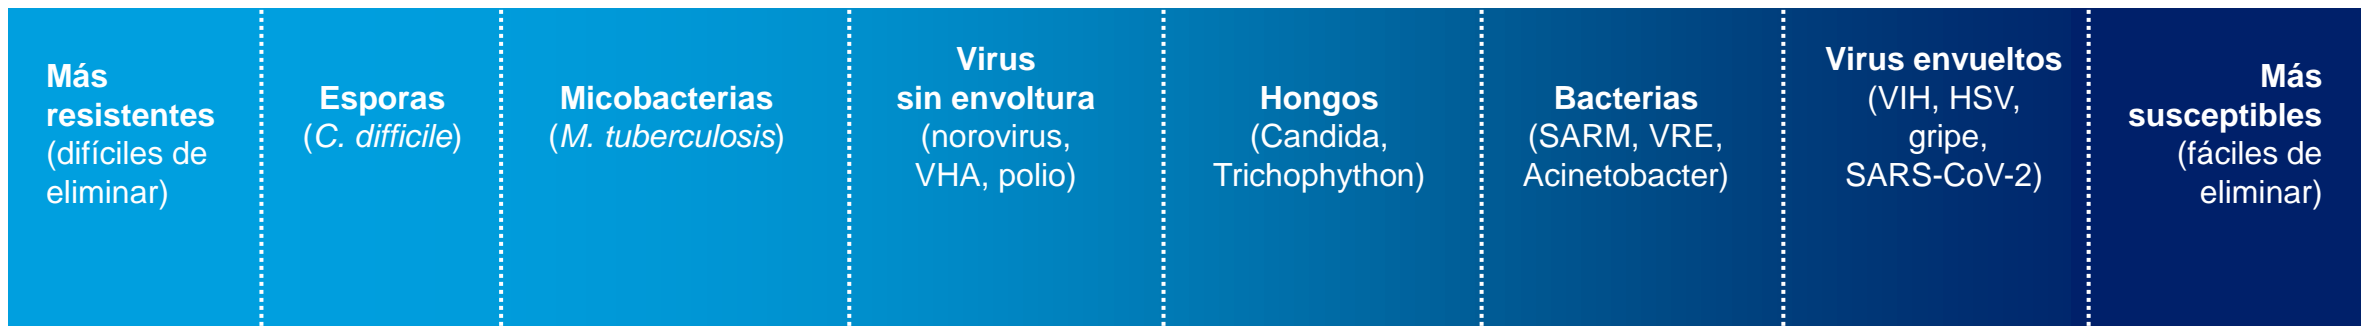 Más
resistentes
(difíciles de
eliminar)
Esporas
(C. difficile)
Micobacterias
(M. tuberculosis)
Virus
sin envoltura
(norovirus,
VHA, polio)
Hongos
(Candida,
Trichophython)
Bacterias
(SARM, VRE,
Acinetobacter)
Virus envueltos
(VIH, HSV,
gripe,
SARS-CoV-2)
Más
susceptibles
(fáciles de
eliminar)